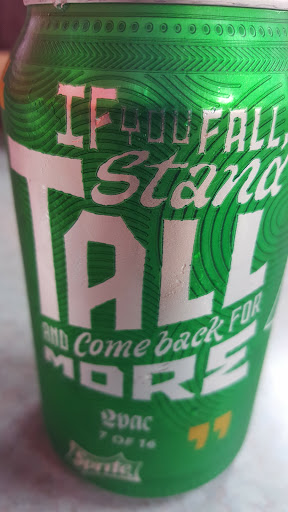 IF YOU FALL,
Stand
TALL
AND Come back FOR
MORE
2pac
7 OF 16
"
Sprite